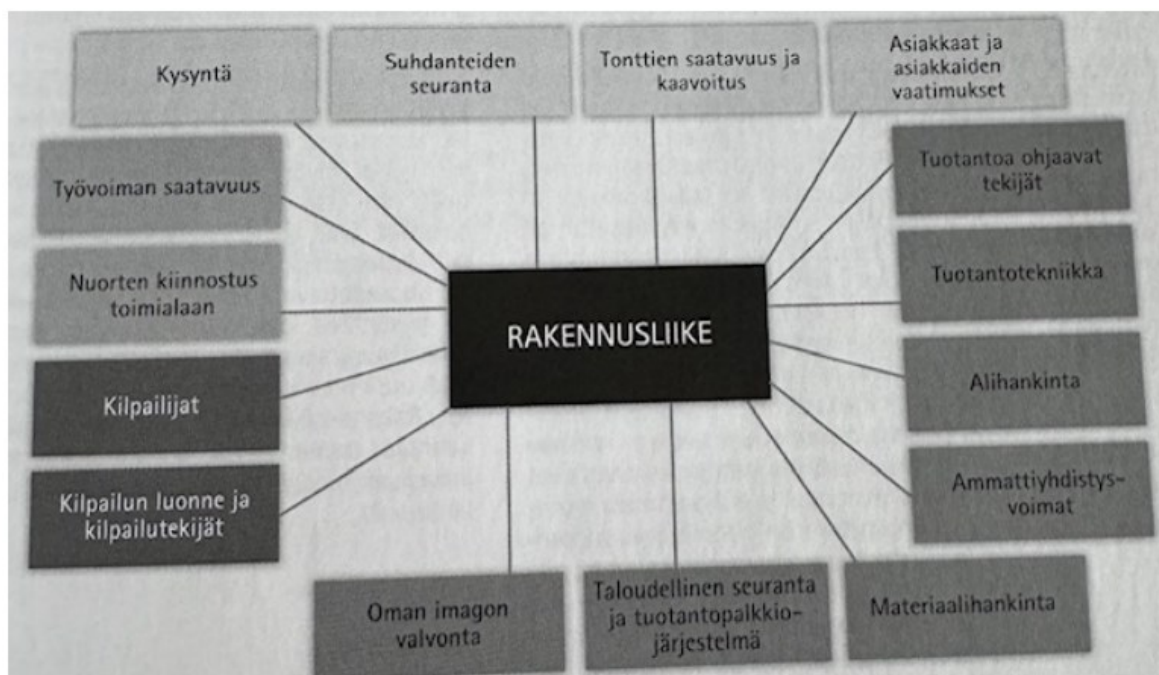 Kysyntä
Suhdanteiden
seuranta
Tonttien saatavuus ja
kaavoitus
Asiakkaat ja
asiakkaiden
vaatimukset
Työvoiman saatavuus
Tuotantoa ohjaavat
tekijät
Nuorten kiinnostus
toimialaan
Tuotantotekniikka
RAKENNUSLIIKE
Kilpailijat
Alihankinta
Kilpailun luonne ja
kilpailutekijät
Ammattiyhdistys-
voimat
Oman imagon
valvonta
Taloudellinen seuranta
ja tuotantopalkkio-
järjestelmä
Materiaalihankinta